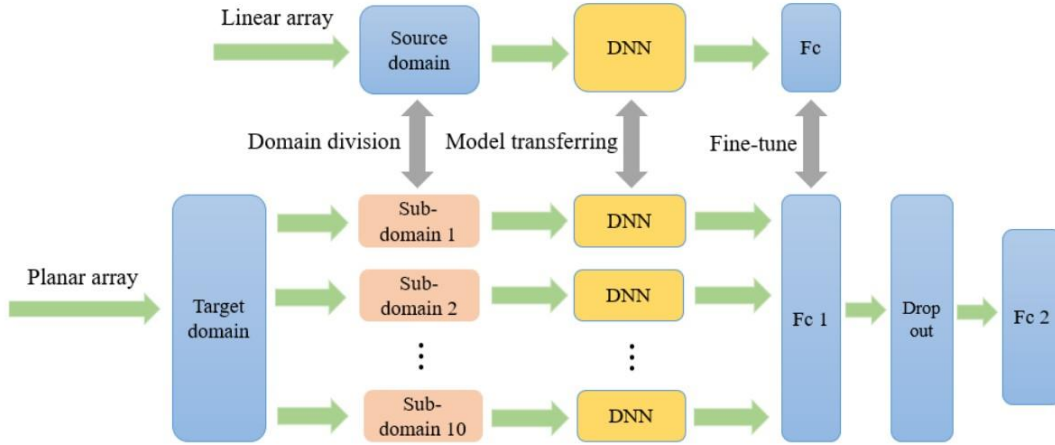 Linear array
Source
domain
DNN
Fc
Domain division
Model transferring
Fine-tune
Planar array
Target
domain
Sub-
domain 1
DNN
Sub-
domain 2
DNN
Sub-
domain 10
DNN
Fc 1
Drop
out
Fc 2